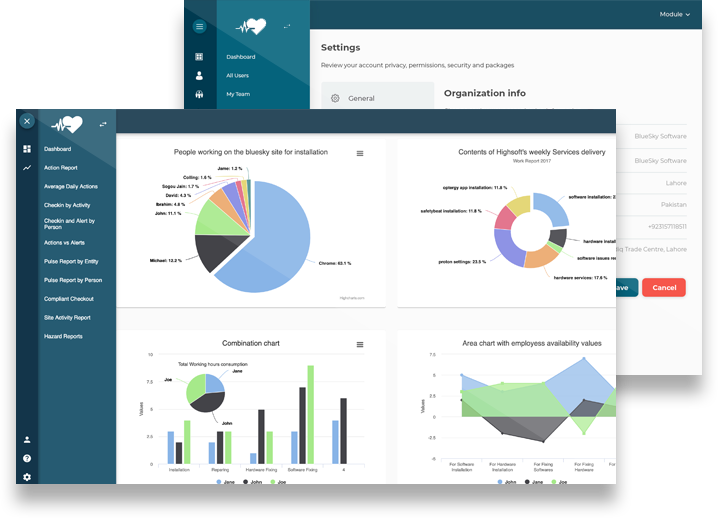 Module
Settings
Review your account privacy, permissions, security and packages
Dashboard
All Users
My Team
General
Organization info
BlueSky Software
BlueSky Software
Lahore
Pakistan
+923157118511
Trade Centre, Lahore
ave
Cancel
Dashboard
Action Report
Average Daily Actions
Checkin by Activity
Checkin and Alert by
Person
Actions vs Alerts
Pulse Report by Entity
Pulse Report by Person
Compliant Checkout
Site Activity Report
Hazard Reports
People working on the bluesky site for installation
Jane: 1.2 %
Colling: 1.6 %
Sogou Jain: 1.7 %
David: 4.3 %
Ibrahim: 4.8 %
John: 11.1 %
Michael: 13.2 %
Chrome: 63.1 %
Highcharts.com
Contents of Highsoft's weekly Services delivery
Work Report 2017
optergy app installation: 11.8 %
safetybeat installation: 11.8 %
proton settings: 23.5 %
software installation: 2
hardware install
software issues re
hardware services: 17.6 %
Combination chart
Total Working hours consumption
Joe
Jane
John
Values
10
7.5
5
2.5
0
Installation
Reparing
Hardware Fixing
Software Fixing
4
Jane
John
Joe
Area chart with employess availability values
Values
7.5
5
2.5
0
-2.5
-5
For Software
Installation
For Hardware
Installation
For Fixing
Softwares
For Fixing
Hardware
For
Jane
John
Joe